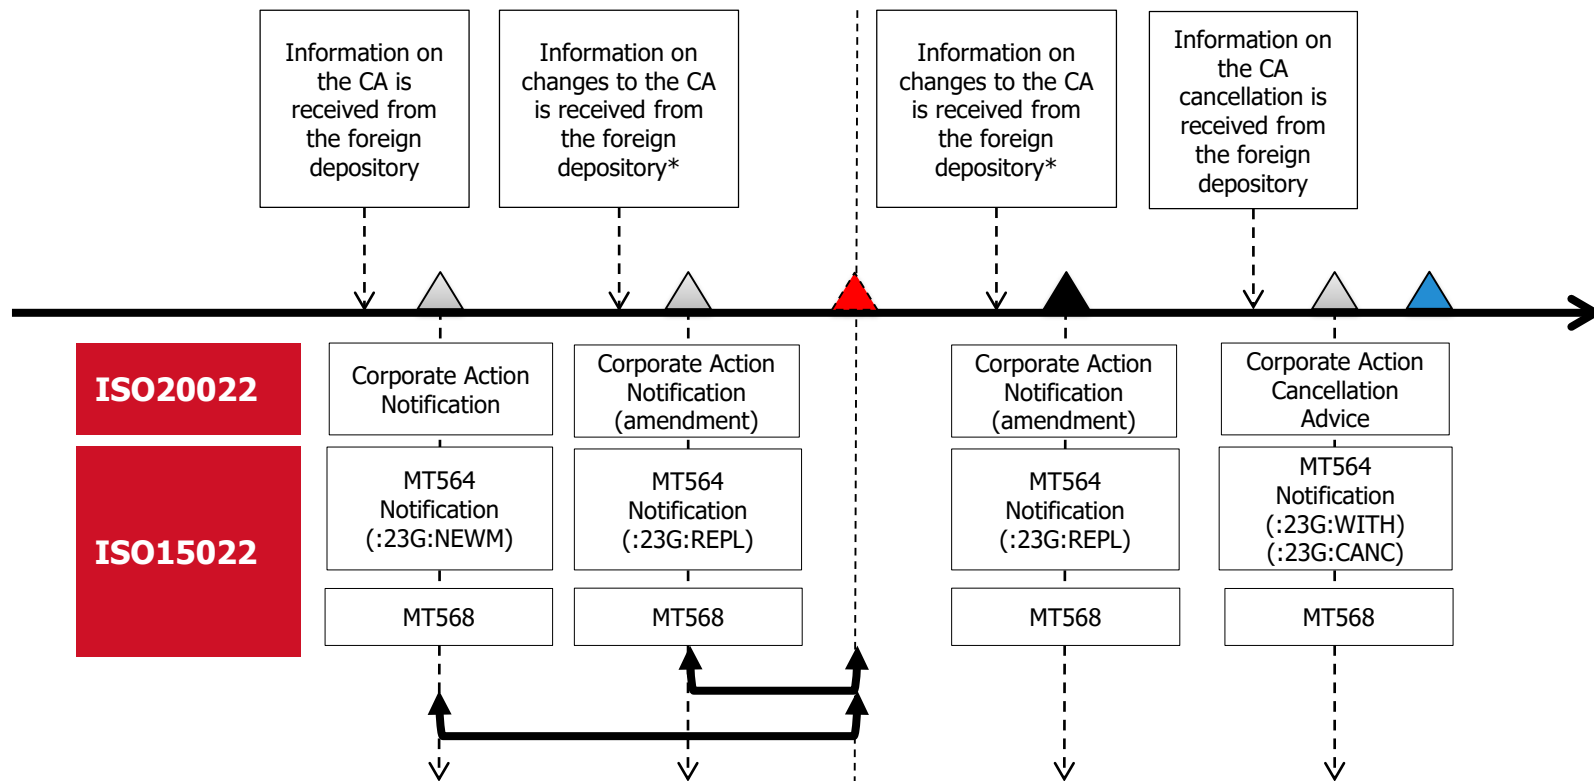 Information on
the CA is
received from
the foreign
depository
Information on
changes to the CA
is received from
the foreign
depository*
Information on
changes to the CA
is received from
the foreign
depository*
Information on
the CA
cancellation is
received from
the foreign
depository
ISO20022
Corporate Action
Notification
Corporate Action
Notification
(amendment)
Corporate Action
Notification
(amendment)
Corporate Action
Cancellation
Advice
ISO15022
MT564
Notification
(:23G:NEWM)
MT564
Notification
(:23G:REPL)
MT564
Notification
(:23G:REPL)
MT564
Notification
(:23G:WITH)
(:23G:CANC)
MT568
MT568
MT568
MT568